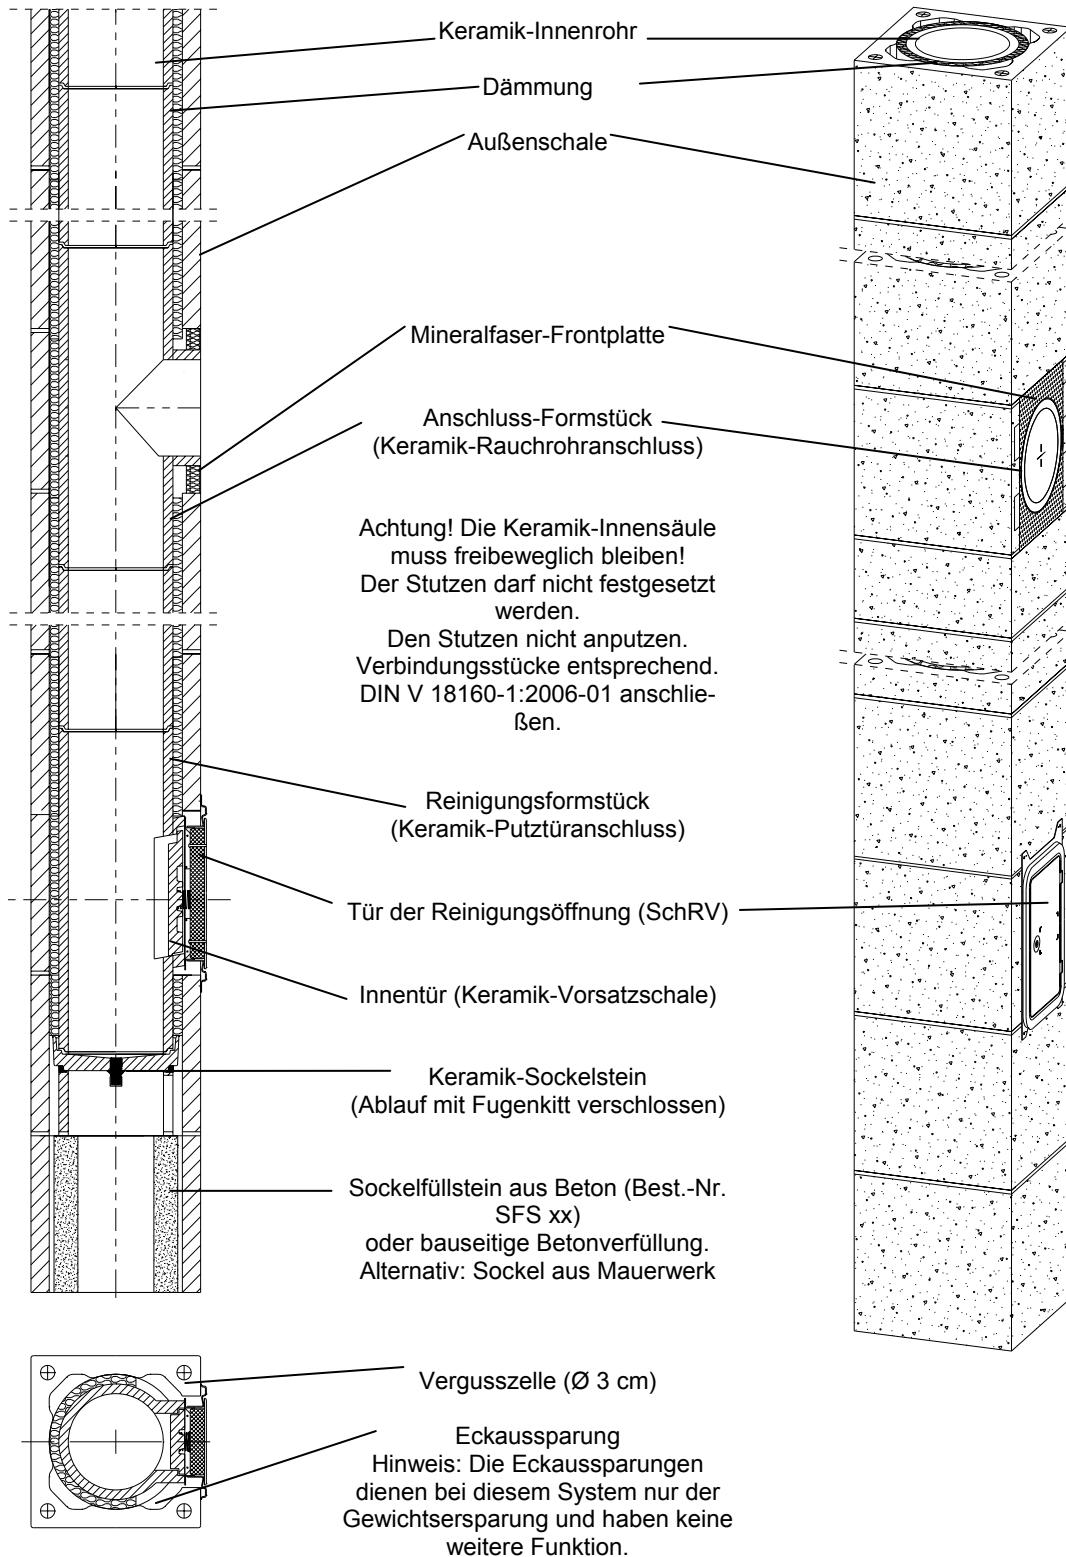 Keramik-Innenrohr
Dämmung
Außenschale
Mineralfaser-Frontplatte
Anschluss-Formstück
(Keramik-Rauchrohranschluss)
Achtung! Die Keramik-Innensäule
muss freibeweglich bleiben!
Der Stutzen darf nicht festgesetzt
werden.
Den Stutzen nicht anputzen.
Verbindungsstücke entsprechend.
DIN V 18160-1:2006-01 anschlie-
ßen.
Reinigungsformstück
(Keramik-Putztüranschluss)
Tür der Reinigungsöffnung (SchRV)
Innentür (Keramik-Vorsatzschale)
Keramik-Sockelstein
(Ablauf mit Fugenkitt verschlossen)
Sockelfüllstein aus Beton (Best.-Nr.
SFS xx)
oder bauseitige Betonverfüllung.
Alternativ: Sockel aus Mauerwerk
Vergusszelle (Ø 3 cm)
Eckaussparung
Hinweis: Die Eckaussparungen
dienen bei diesem System nur der
Gewichtsersparung und haben keine
weitere Funktion.